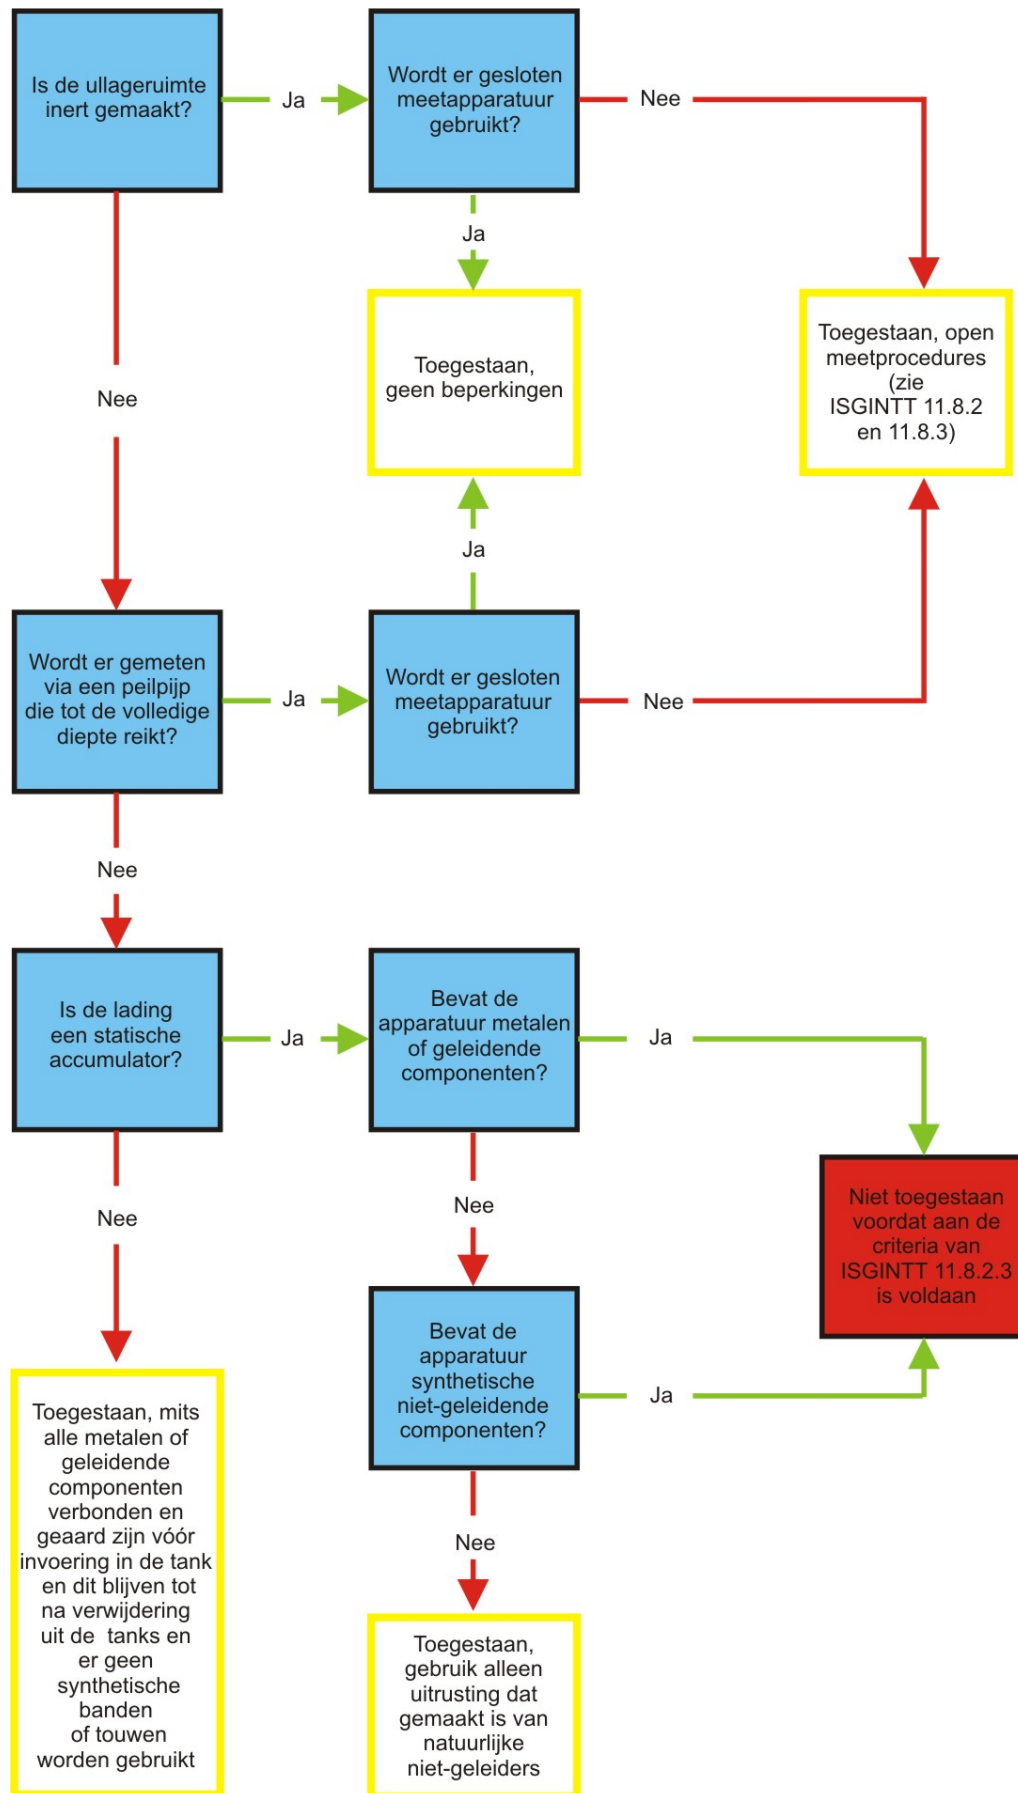 Is de ullageruimte
inert gemaakt?
Ja
Wordt er gesloten
meetapparatuur
gebruikt?
Nee
Ja
Toegestaan,
geen beperkingen
Toegestaan, open
meetprocedures
(zie
ISGINTT 11.8.2
en 11.8.3)
Nee
Ja
Wordt er gemeten
via een peilpijp
die tot de volledige
diepte reikt?
Ja
Wordt er gesloten
meetapparatuur
gebruikt?
Nee
Nee
Is de lading
een statische
accumulator?
Ja
Bevat de
apparatuur metalen
of geleidende
componenten?
Ja
Nee
Nee
Niet toegestaan
voordat aan de
criteria van
ISGINTT 11.8.2.3
is voldaan
Bevat de
apparatuur
synthetische
niet-geleidende
componenten?
Ja
Toegestaan, mits
alle metalen of
geleidende
componenten
verbonden en
geaard zijn vóór
invoering in de tank
en dit blijven tot
na verwijdering
uit de tanks en
er geen
synthetische
banden
of touwen
worden gebruikt
Nee
Toegestaan,
gebruik alleen
uitrusting dat
gemaakt is van
natuurlijke
niet-geleiders